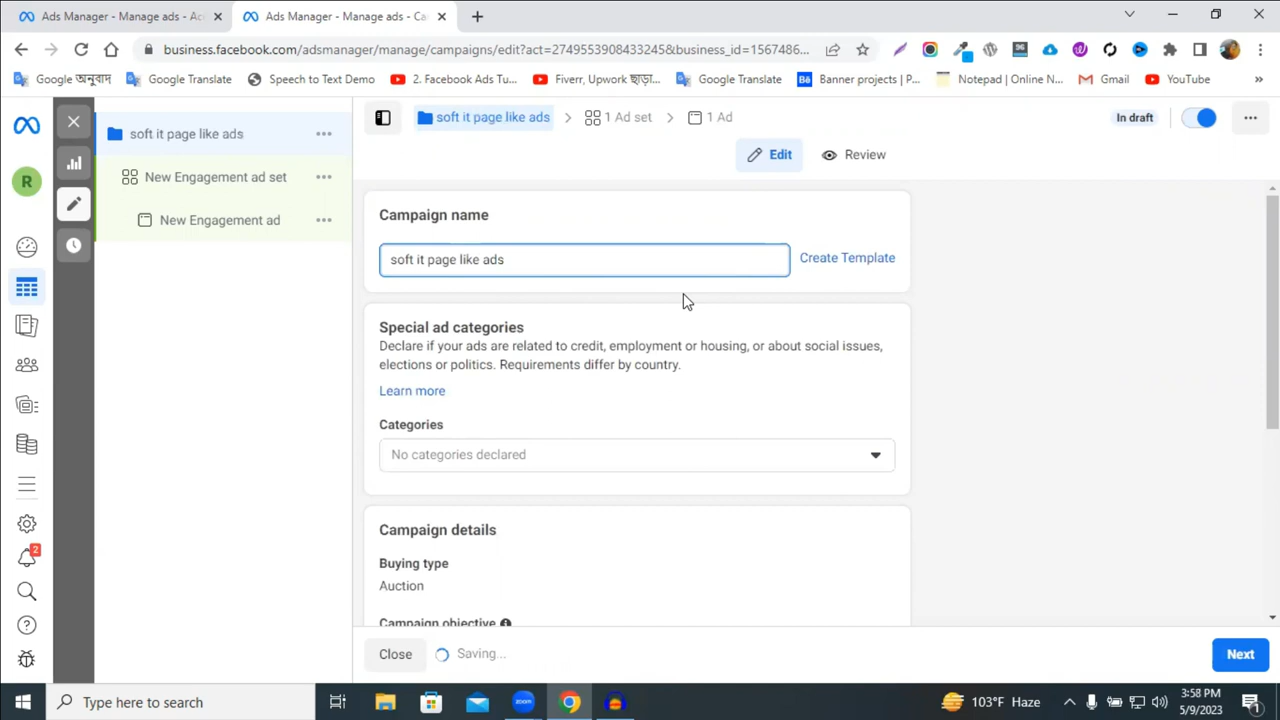 Ads Manager - Manage ads - Acc
Ads Manager - Manage ads - Ca
business.facebook.com/adsmanager/manage/campaigns/edit?act=2749553908433245&business_id=1567486...
96
Google অনুবাদ
Google Translate
Speech to Text Demo
2. Facebook Ads Tu...
Fiverr, Upwork ছাড়া...
Google Translate
Bē Banner projects | P...
Notepad | Online N...
Gmail
YouTube
»
soft it page like ads
New Engagement ad set
New Engagement ad
R
2
soft it page like ads
1 Ad set
1 Ad
In draft
Edit
Review
Campaign name
soft it page like ads
Create Template
Special ad categories
Declare if your ads are related to credit, employment or housing, or about social issues,
elections or politics. Requirements differ by country.
Learn more
Categories
No categories declared
Campaign details
Buying type
Auction
Campaign objective
Close
Saving...
Next
Type here to search
zoom
103°F Haze
3:58 PM
5/9/2023
1